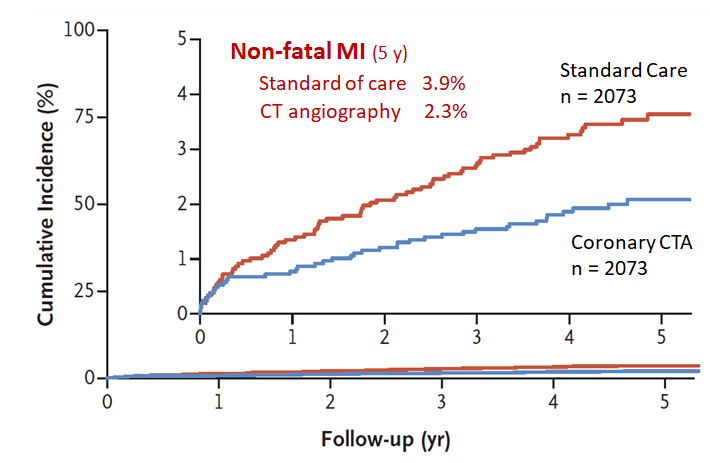 Non-fatal MI (5 y)
Standard of care 3.9%
CT angiography 2.3%
Standard Care
n = 2073
Coronary CTA
n = 2073
5
4
3
2
1
0
0 1 2 3 4 5
Cumulative Incidence (%)
100
75
50
25
0
0 1 2 3 4 5
Follow-up (yr)